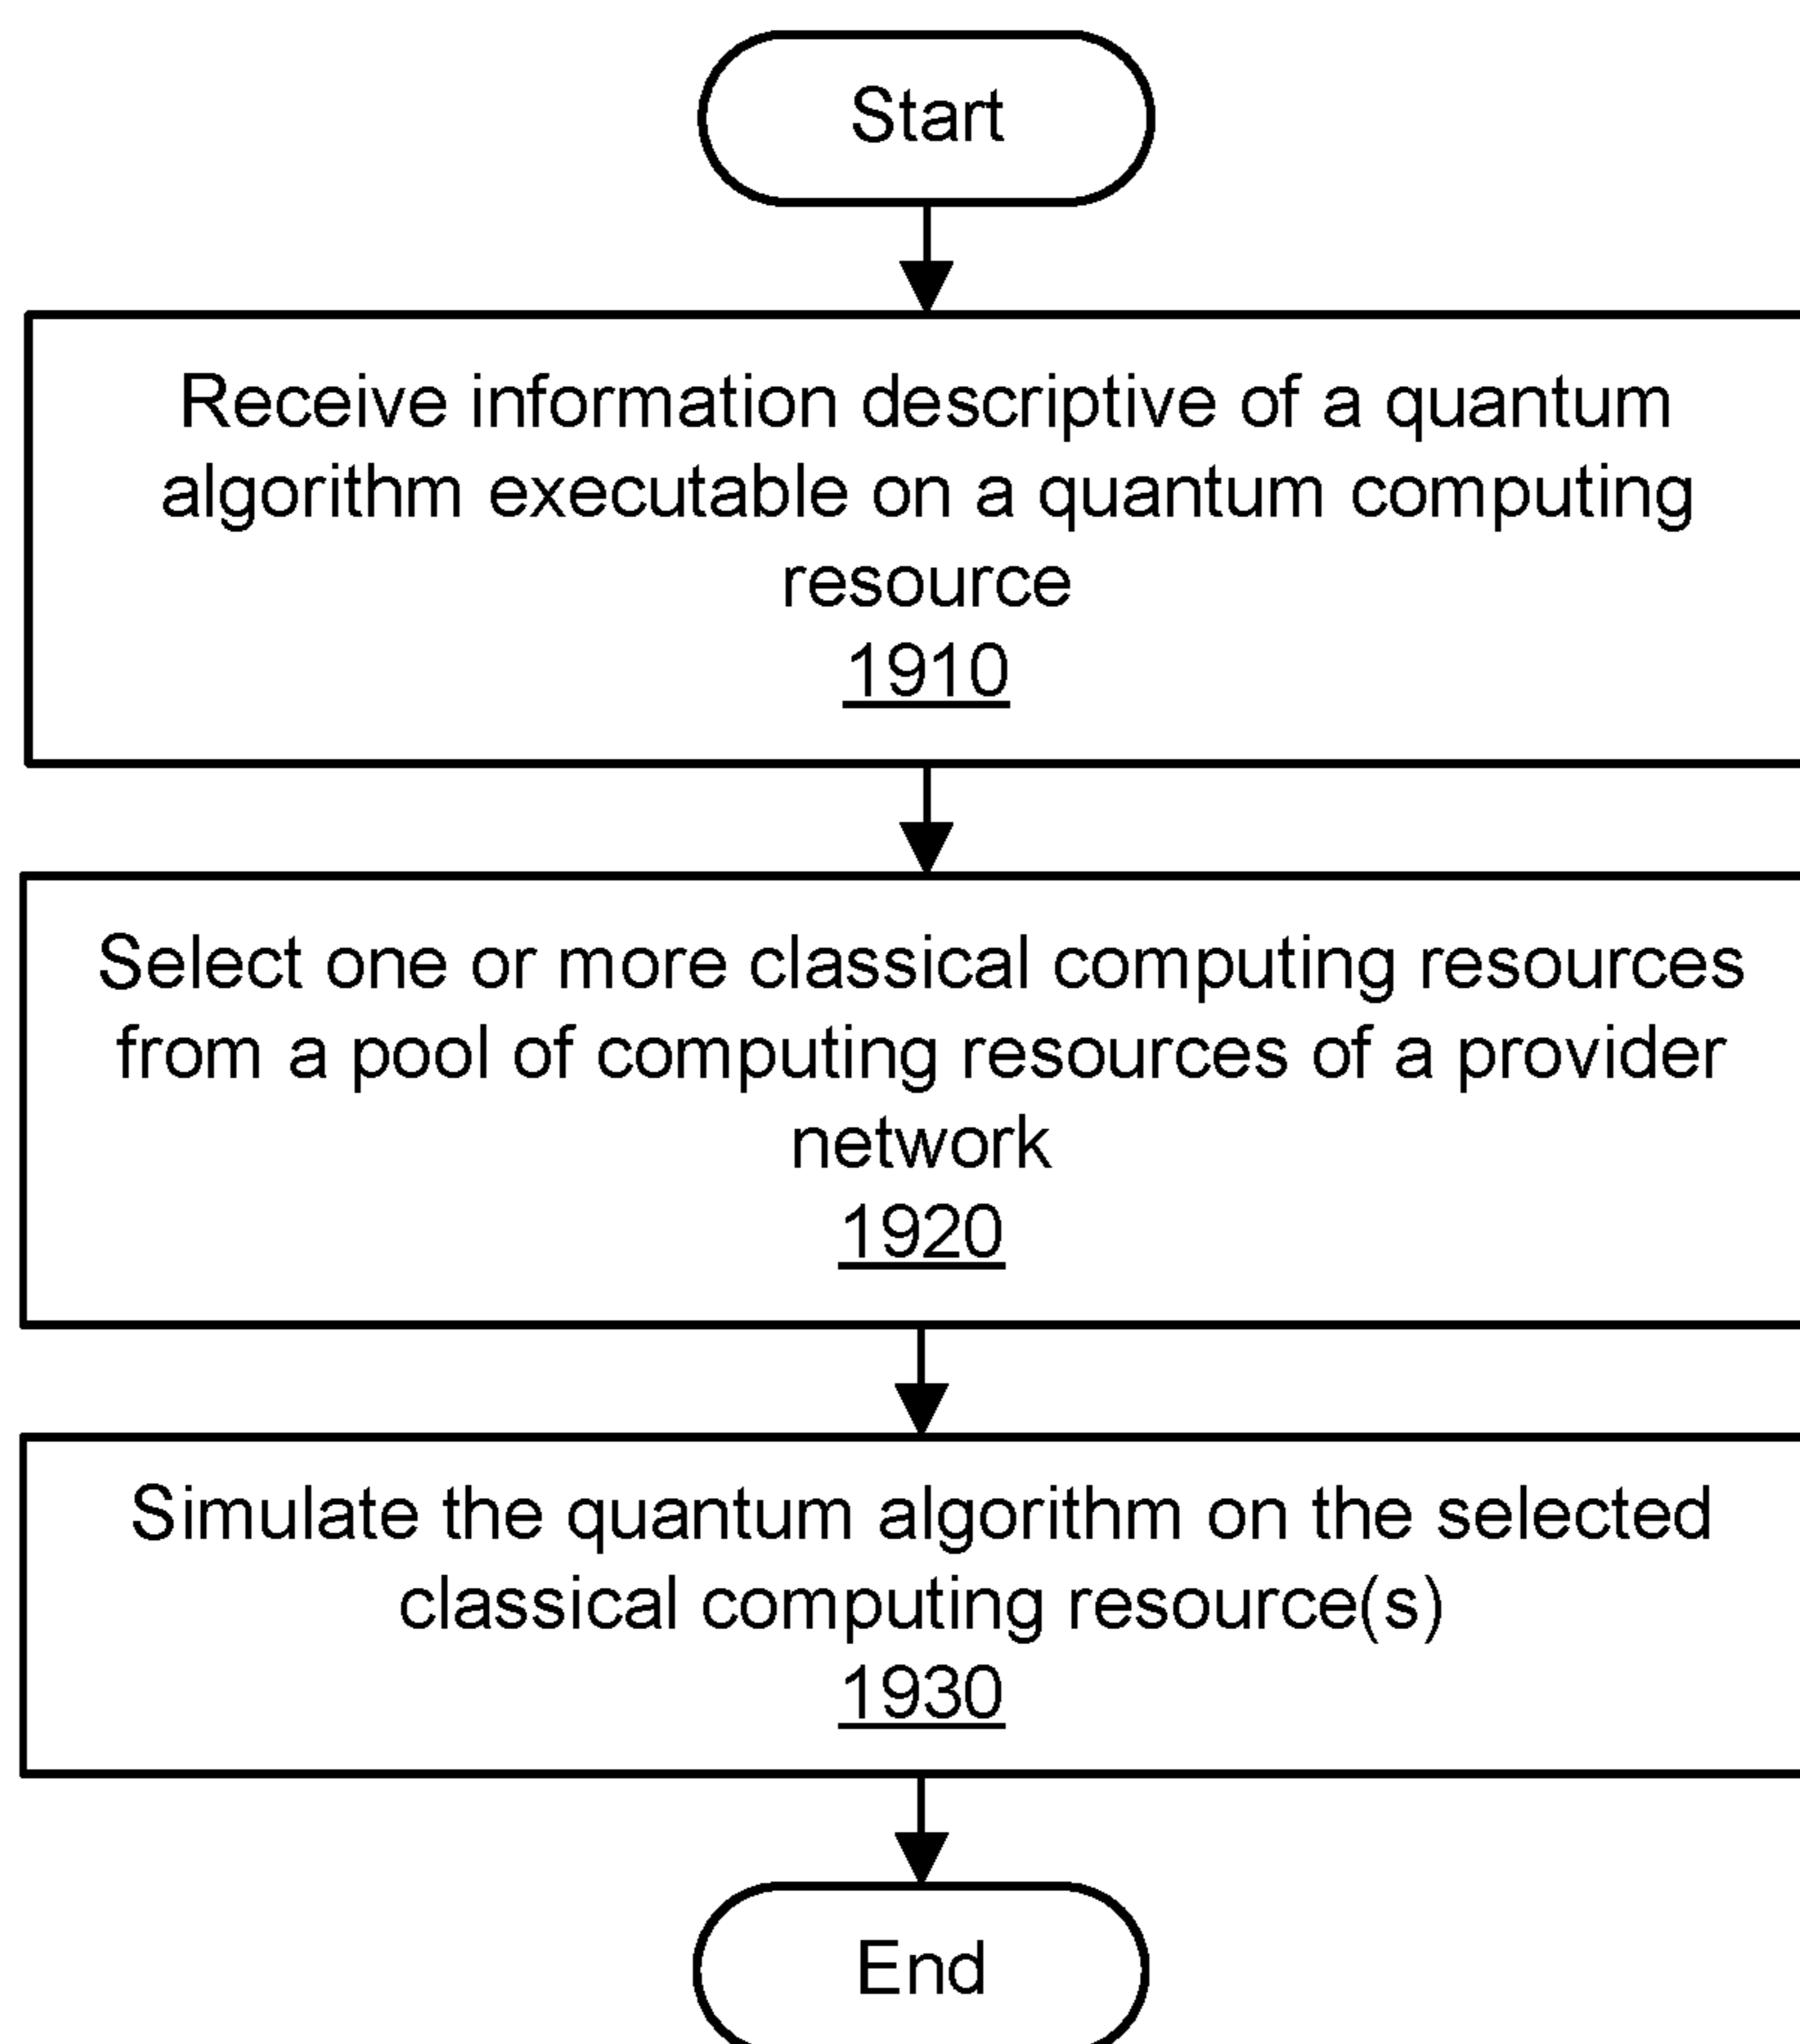 Start
Receive information descriptive of a quantum
algorithm executable on a quantum computing
resource
1910
Select one or more classical computing resources
from a pool of computing resources of a provider
network
1920
Simulate the quantum algorithm on the selected
classical computing resource(s)
1930
End